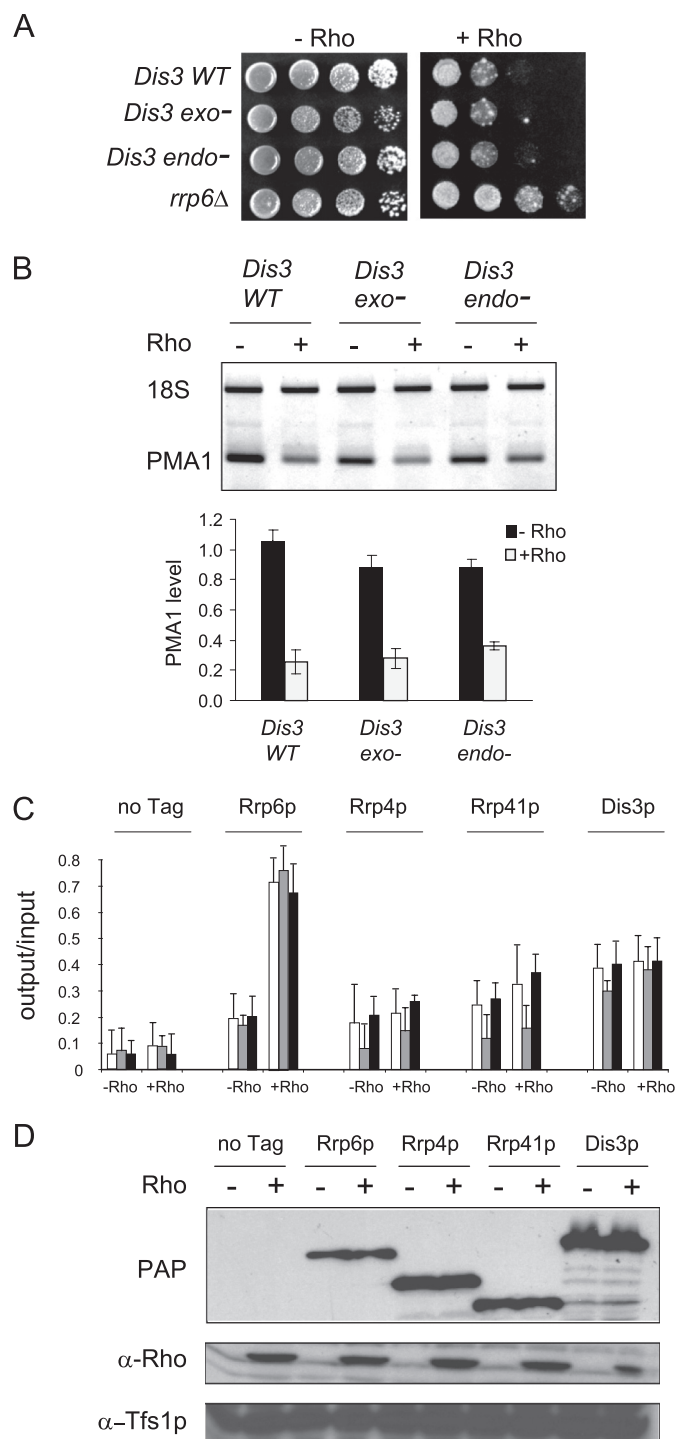 A
- Rho + Rho
Dis3 WT
Dis3 exo-
Dis3 endo-
rrp6Δ
B
Dis3 WT Dis3 exo- Dis3 endo-
Rho - + - + - +
18S
PMA1
1.2
1.0
0.8
0.6
0.4
0.2
0.0
PMA1 level
- Rho
+Rho
Dis3 WT Dis3 exo- Dis3 endo-
C
no Tag Rrp6p Rrp4p Rrp41p Dis3p
0.8
0.7
0.6
0.5
0.4
0.3
0.2
0.1
0
output/input
-Rho +Rho -Rho +Rho -Rho +Rho -Rho +Rho -Rho +Rho
D
no Tag Rrp6p Rrp4p Rrp41p Dis3p
Rho - + - + - + - + - +
PAP
α-Rho
α–Tfs1p